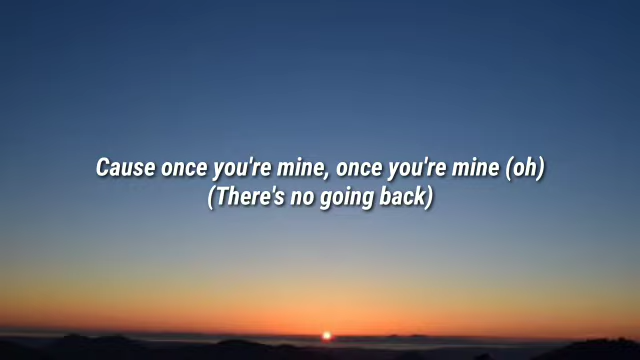 Cause once you're mine, once you're mine (oh)
(There's no going back)